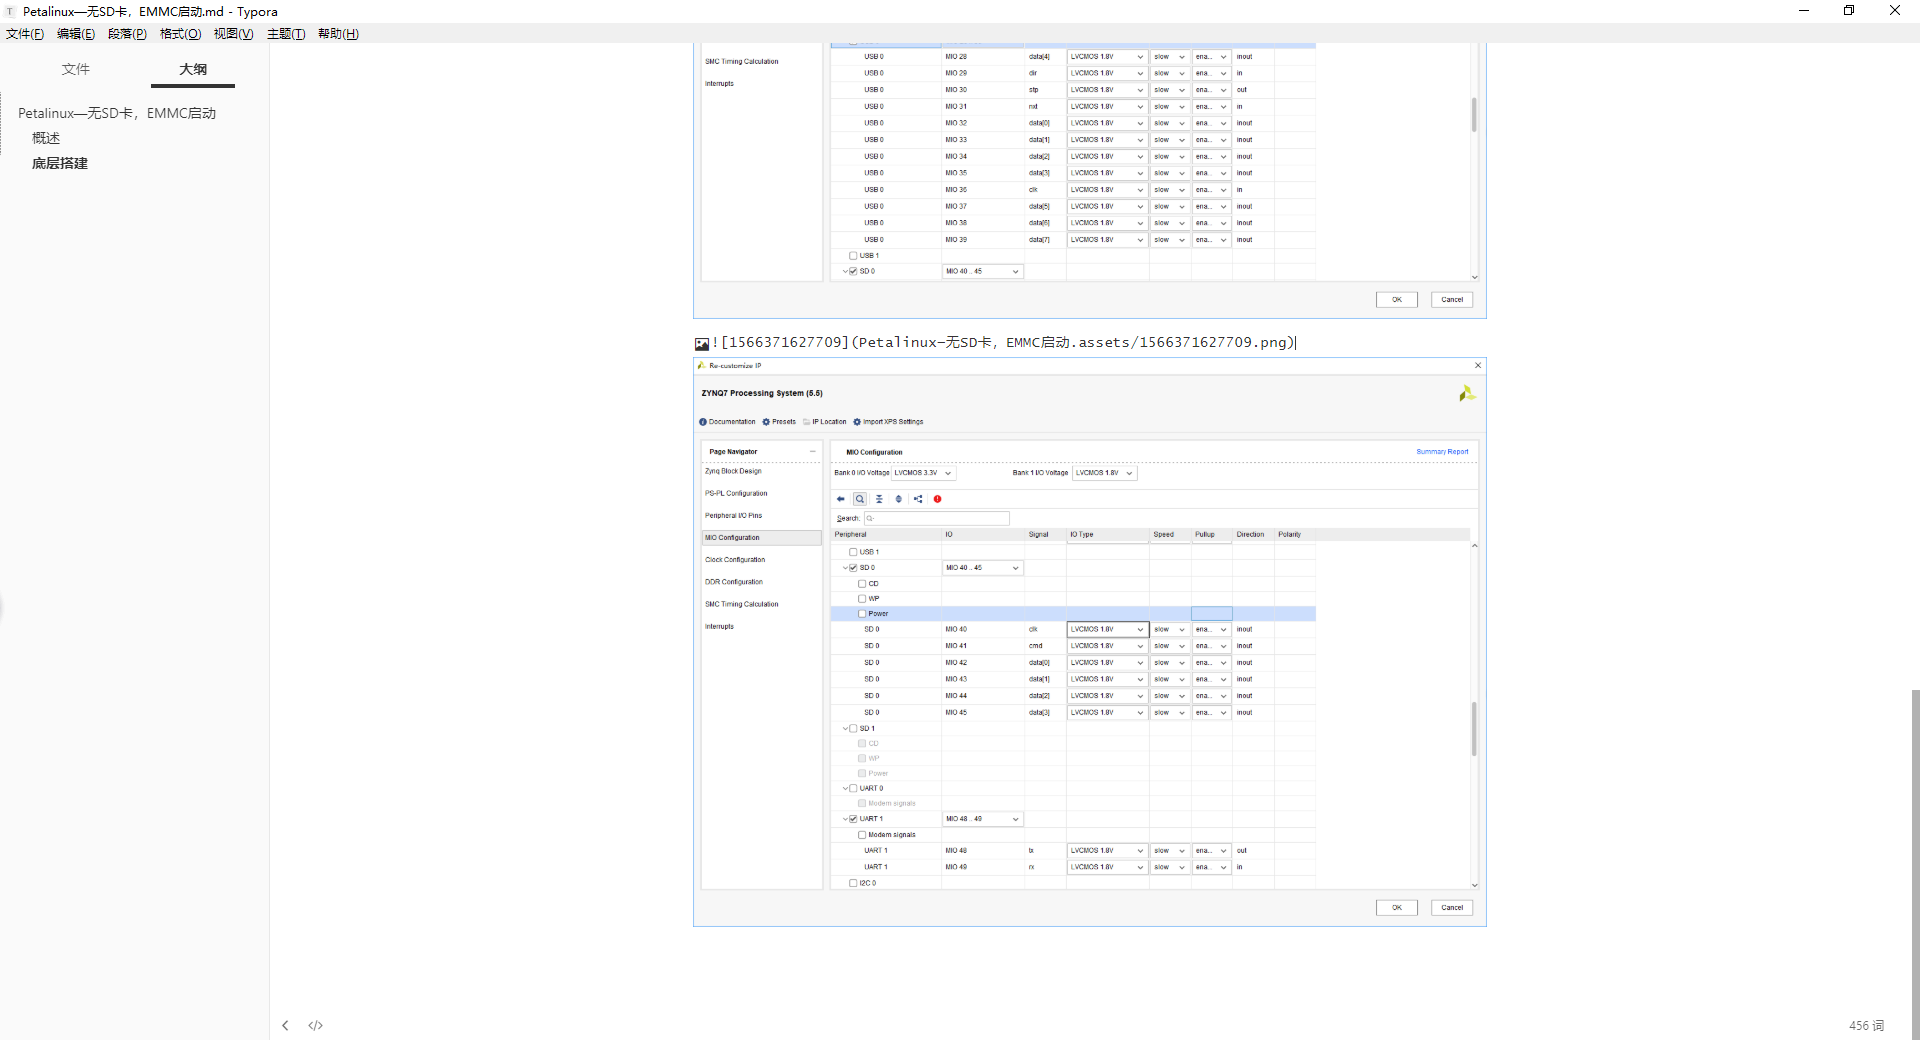 Petalinux—无SD卡，EMMC启动.md - Typora
文件(F) 编辑(E) 段落(P) 格式(O) 视图(V) 主题(T) 帮助(H)
文件 大纲
Petalinux—无SD卡，EMMC启动
概述
底层搭建
SMC Timing Calculation
Interrupts
USB 0 MIO 28 data[4] LVCMOS 1.8V slow ena... inout
USB 0 MIO 29 dir LVCMOS 1.8V slow ena... in
USB 0 MIO 30 stp LVCMOS 1.8V slow ena... out
USB 0 MIO 31 nxt LVCMOS 1.8V slow ena... in
USB 0 MIO 32 data[0] LVCMOS 1.8V slow ena... inout
USB 0 MIO 33 data[1] LVCMOS 1.8V slow ena... inout
USB 0 MIO 34 data[2] LVCMOS 1.8V slow ena... inout
USB 0 MIO 35 data[3] LVCMOS 1.8V slow ena... inout
USB 0 MIO 36 clk LVCMOS 1.8V slow ena... in
USB 0 MIO 37 data[5] LVCMOS 1.8V slow ena... inout
USB 0 MIO 38 data[6] LVCMOS 1.8V slow ena... inout
USB 0 MIO 39 data[7] LVCMOS 1.8V slow ena... inout
USB 1
SD 0 MIO 40 .. 45
OK Cancel
![1566371627709](Petalinux—无SD卡，EMMC启动.assets/1566371627709.png)
Re-customize IP
ZYNQ7 Processing System (5.5)
Documentation Presets IP Location Import XPS Settings
Page Navigator
Zynq Block Design
PS-PL Configuration
Peripheral I/O Pins
MIO Configuration
Clock Configuration
DDR Configuration
SMC Timing Calculation
Interrupts
MIO Configuration Summary Report
Bank 0 I/O Voltage LVCMOS 3.3V Bank 1 I/O Voltage LVCMOS 1.8V
Search:
Peripheral IO Signal IO Type Speed Pullup Direction Polarity
USB 1
SD 0 MIO 40 .. 45
CD
WP
Power
SD 0 MIO 40 clk LVCMOS 1.8V slow ena... inout
SD 0 MIO 41 cmd LVCMOS 1.8V slow ena... inout
SD 0 MIO 42 data[0] LVCMOS 1.8V slow ena... inout
SD 0 MIO 43 data[1] LVCMOS 1.8V slow ena... inout
SD 0 MIO 44 data[2] LVCMOS 1.8V slow ena... inout
SD 0 MIO 45 data[3] LVCMOS 1.8V slow ena... inout
SD 1
CD
WP
Power
UART 0
Modem signals
UART 1 MIO 48 .. 49
Modem signals
UART 1 MIO 48 tx LVCMOS 1.8V slow ena... out
UART 1 MIO 49 rx LVCMOS 1.8V slow ena... in
I2C 0
OK Cancel
456 词